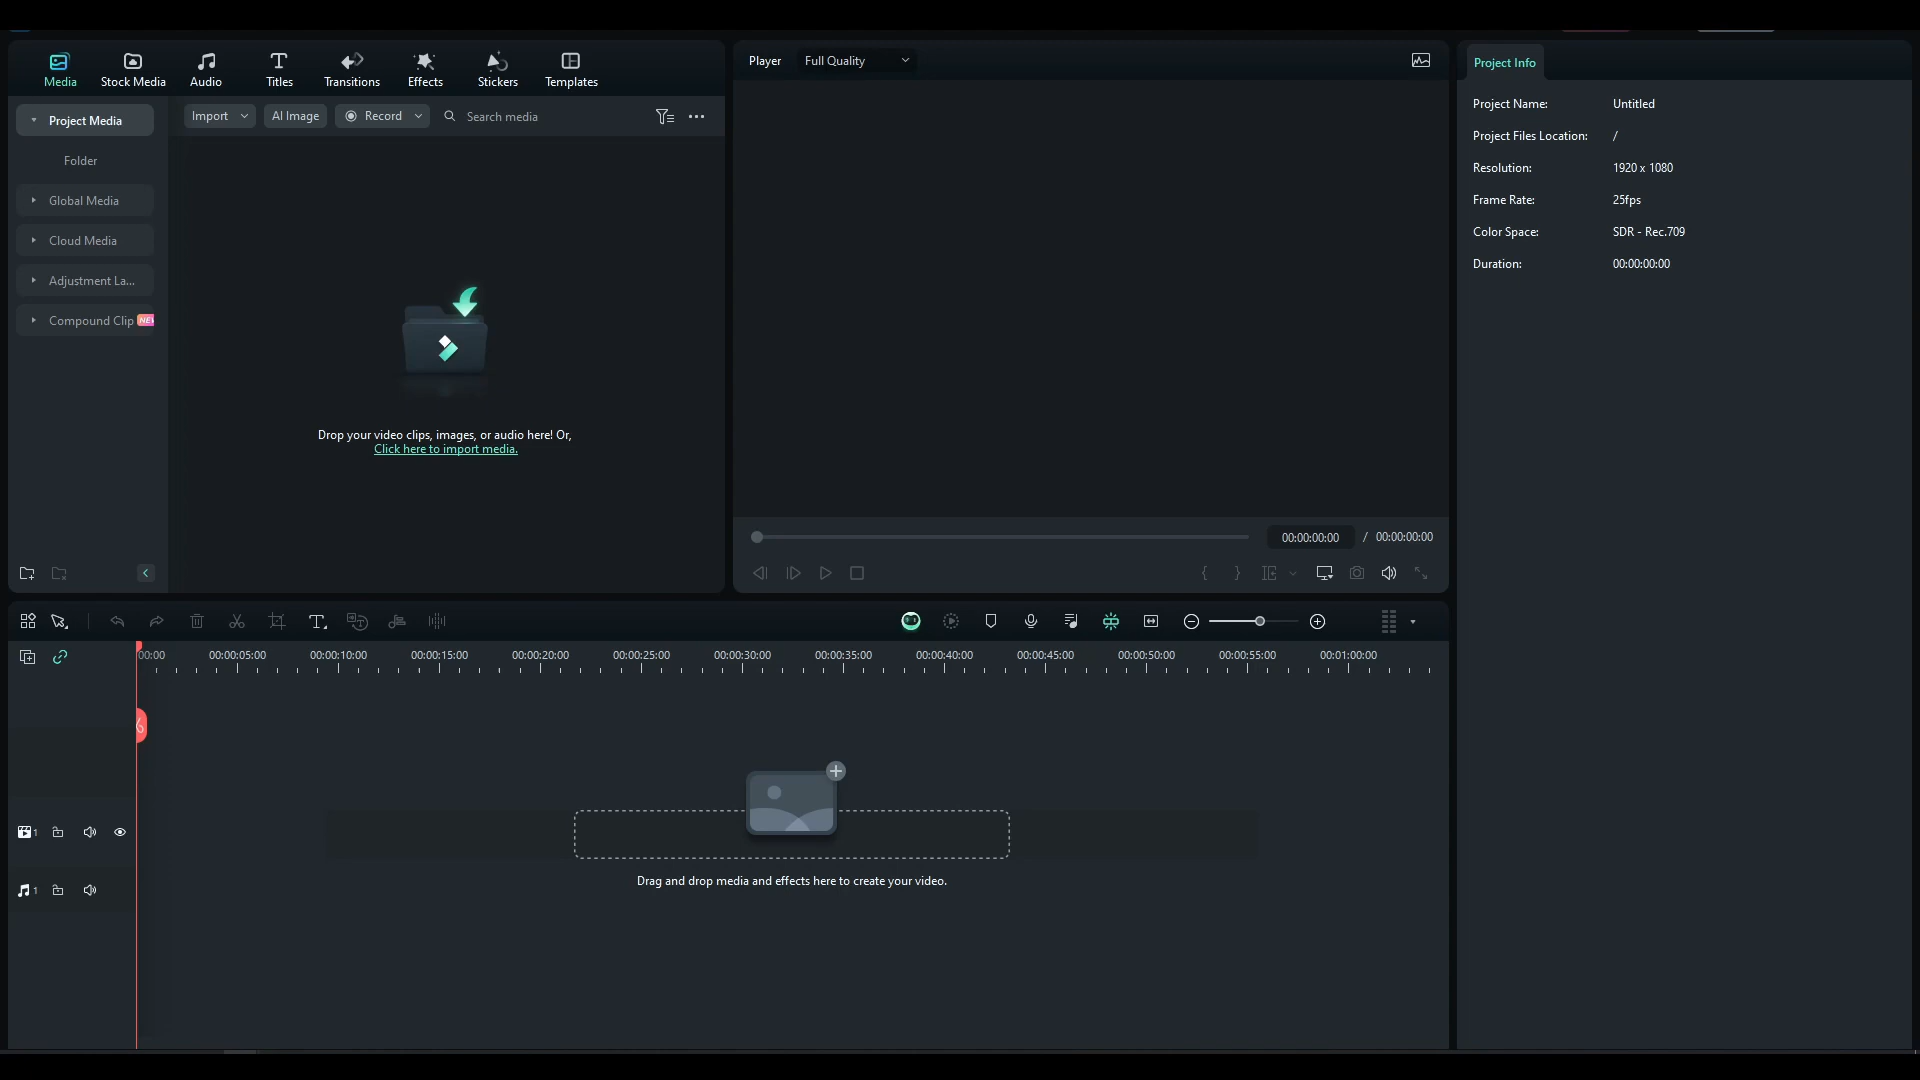 Media
Stock Media
Audio
Titles
Transitions
Effects
Stickers
Templates
Project Media
Folder
Global Media
Cloud Media
Adjustment La...
Compound Clip NEW
Import
AI Image
Record
Search media
Drop your video clips, images, or audio here! Or,
Click here to import media.
Player
Full Quality
00:00:00:00 / 00:00:00:00
Project Info
Project Name: Untitled
Project Files Location: /
Resolution: 1920 x 1080
Frame Rate: 25fps
Color Space: SDR - Rec.709
Duration: 00:00:00:00
00:00 00:00:05:00 00:00:10:00 00:00:15:00 00:00:20:00 00:00:25:00 00:00:30:00 00:00:35:00 00:00:40:00 00:00:45:00 00:00:50:00 00:00:55:00 00:01:00:00
1
Drag and drop media and effects here to create your video.
1